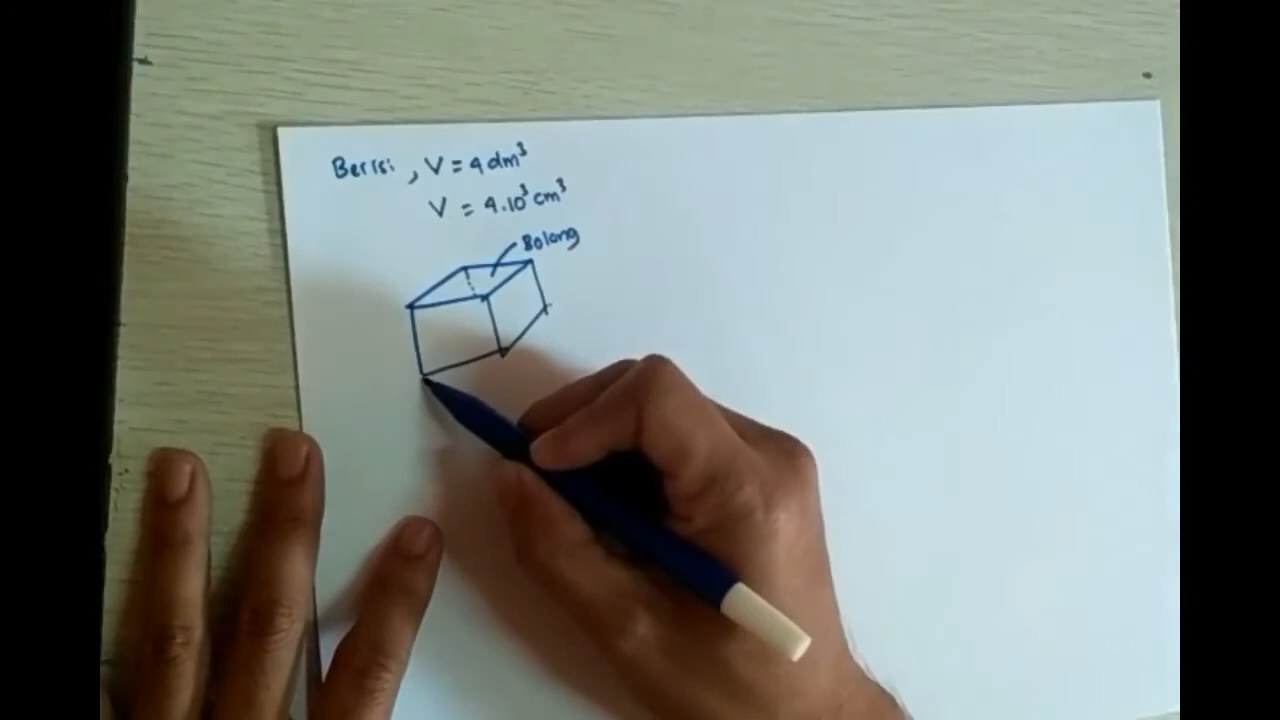 Berisi, V = 4 dm³
V = 4.10³ cm³
Bolong